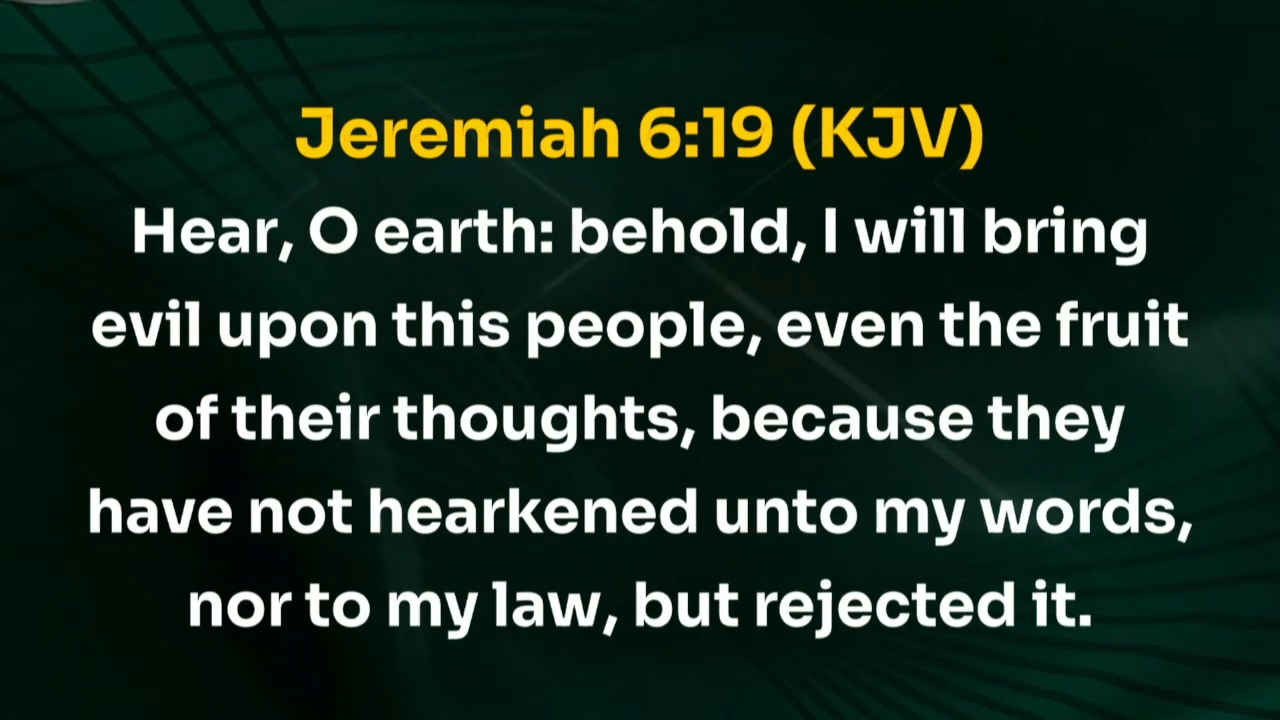 Jeremiah 6:19 (KJV)
Hear, O earth: behold, I will bring
evil upon this people, even the fruit
of their thoughts, because they
have not hearkened unto my words,
nor to my law, but rejected it.